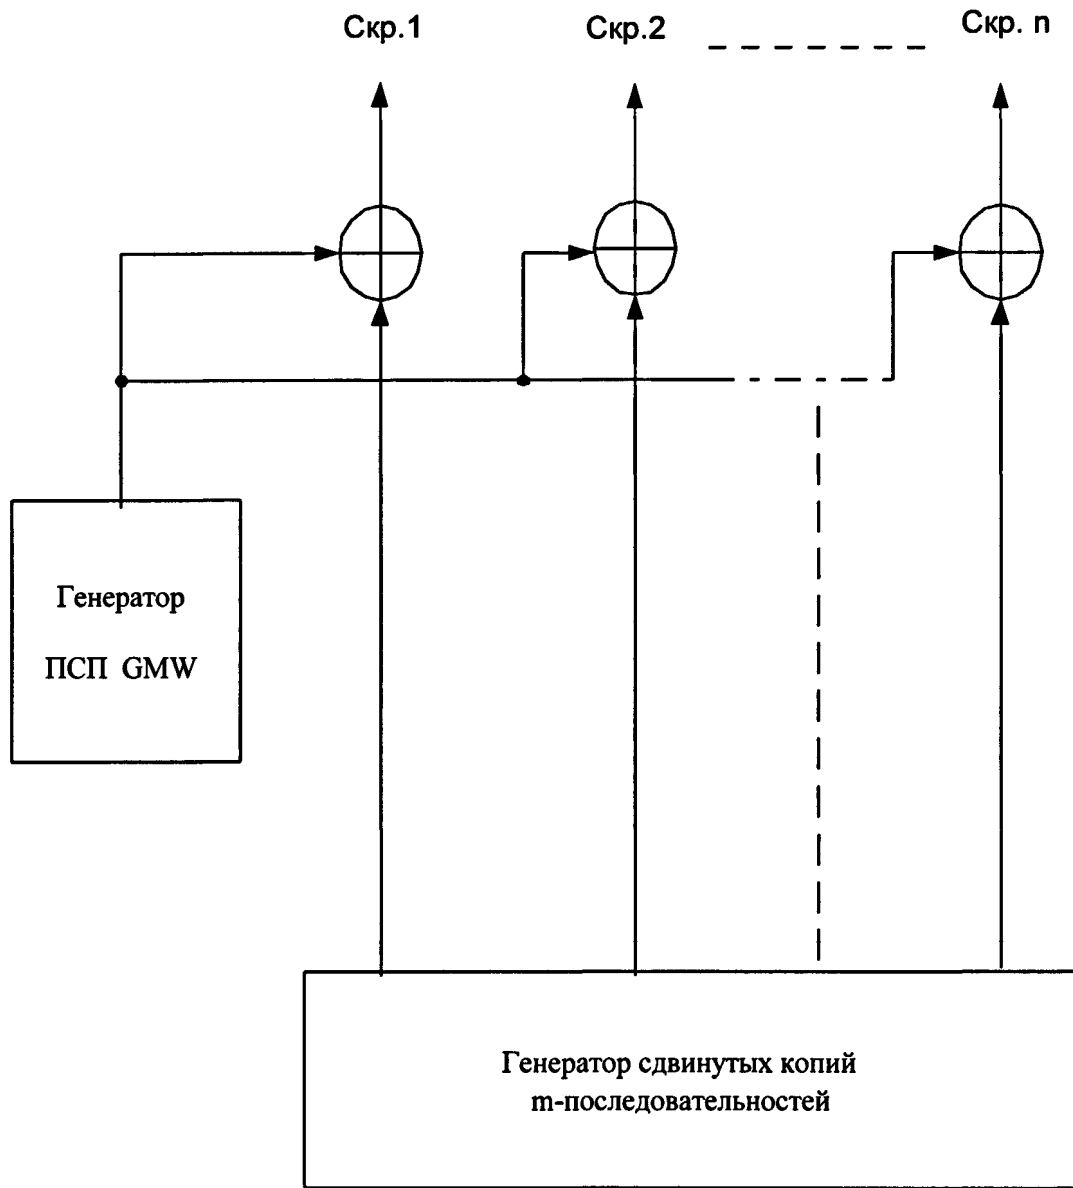 Скр.1
Скр.2
Скр. n
Генератор
ПСП GMW
Генератор сдвинутых копий
m-последовательностей